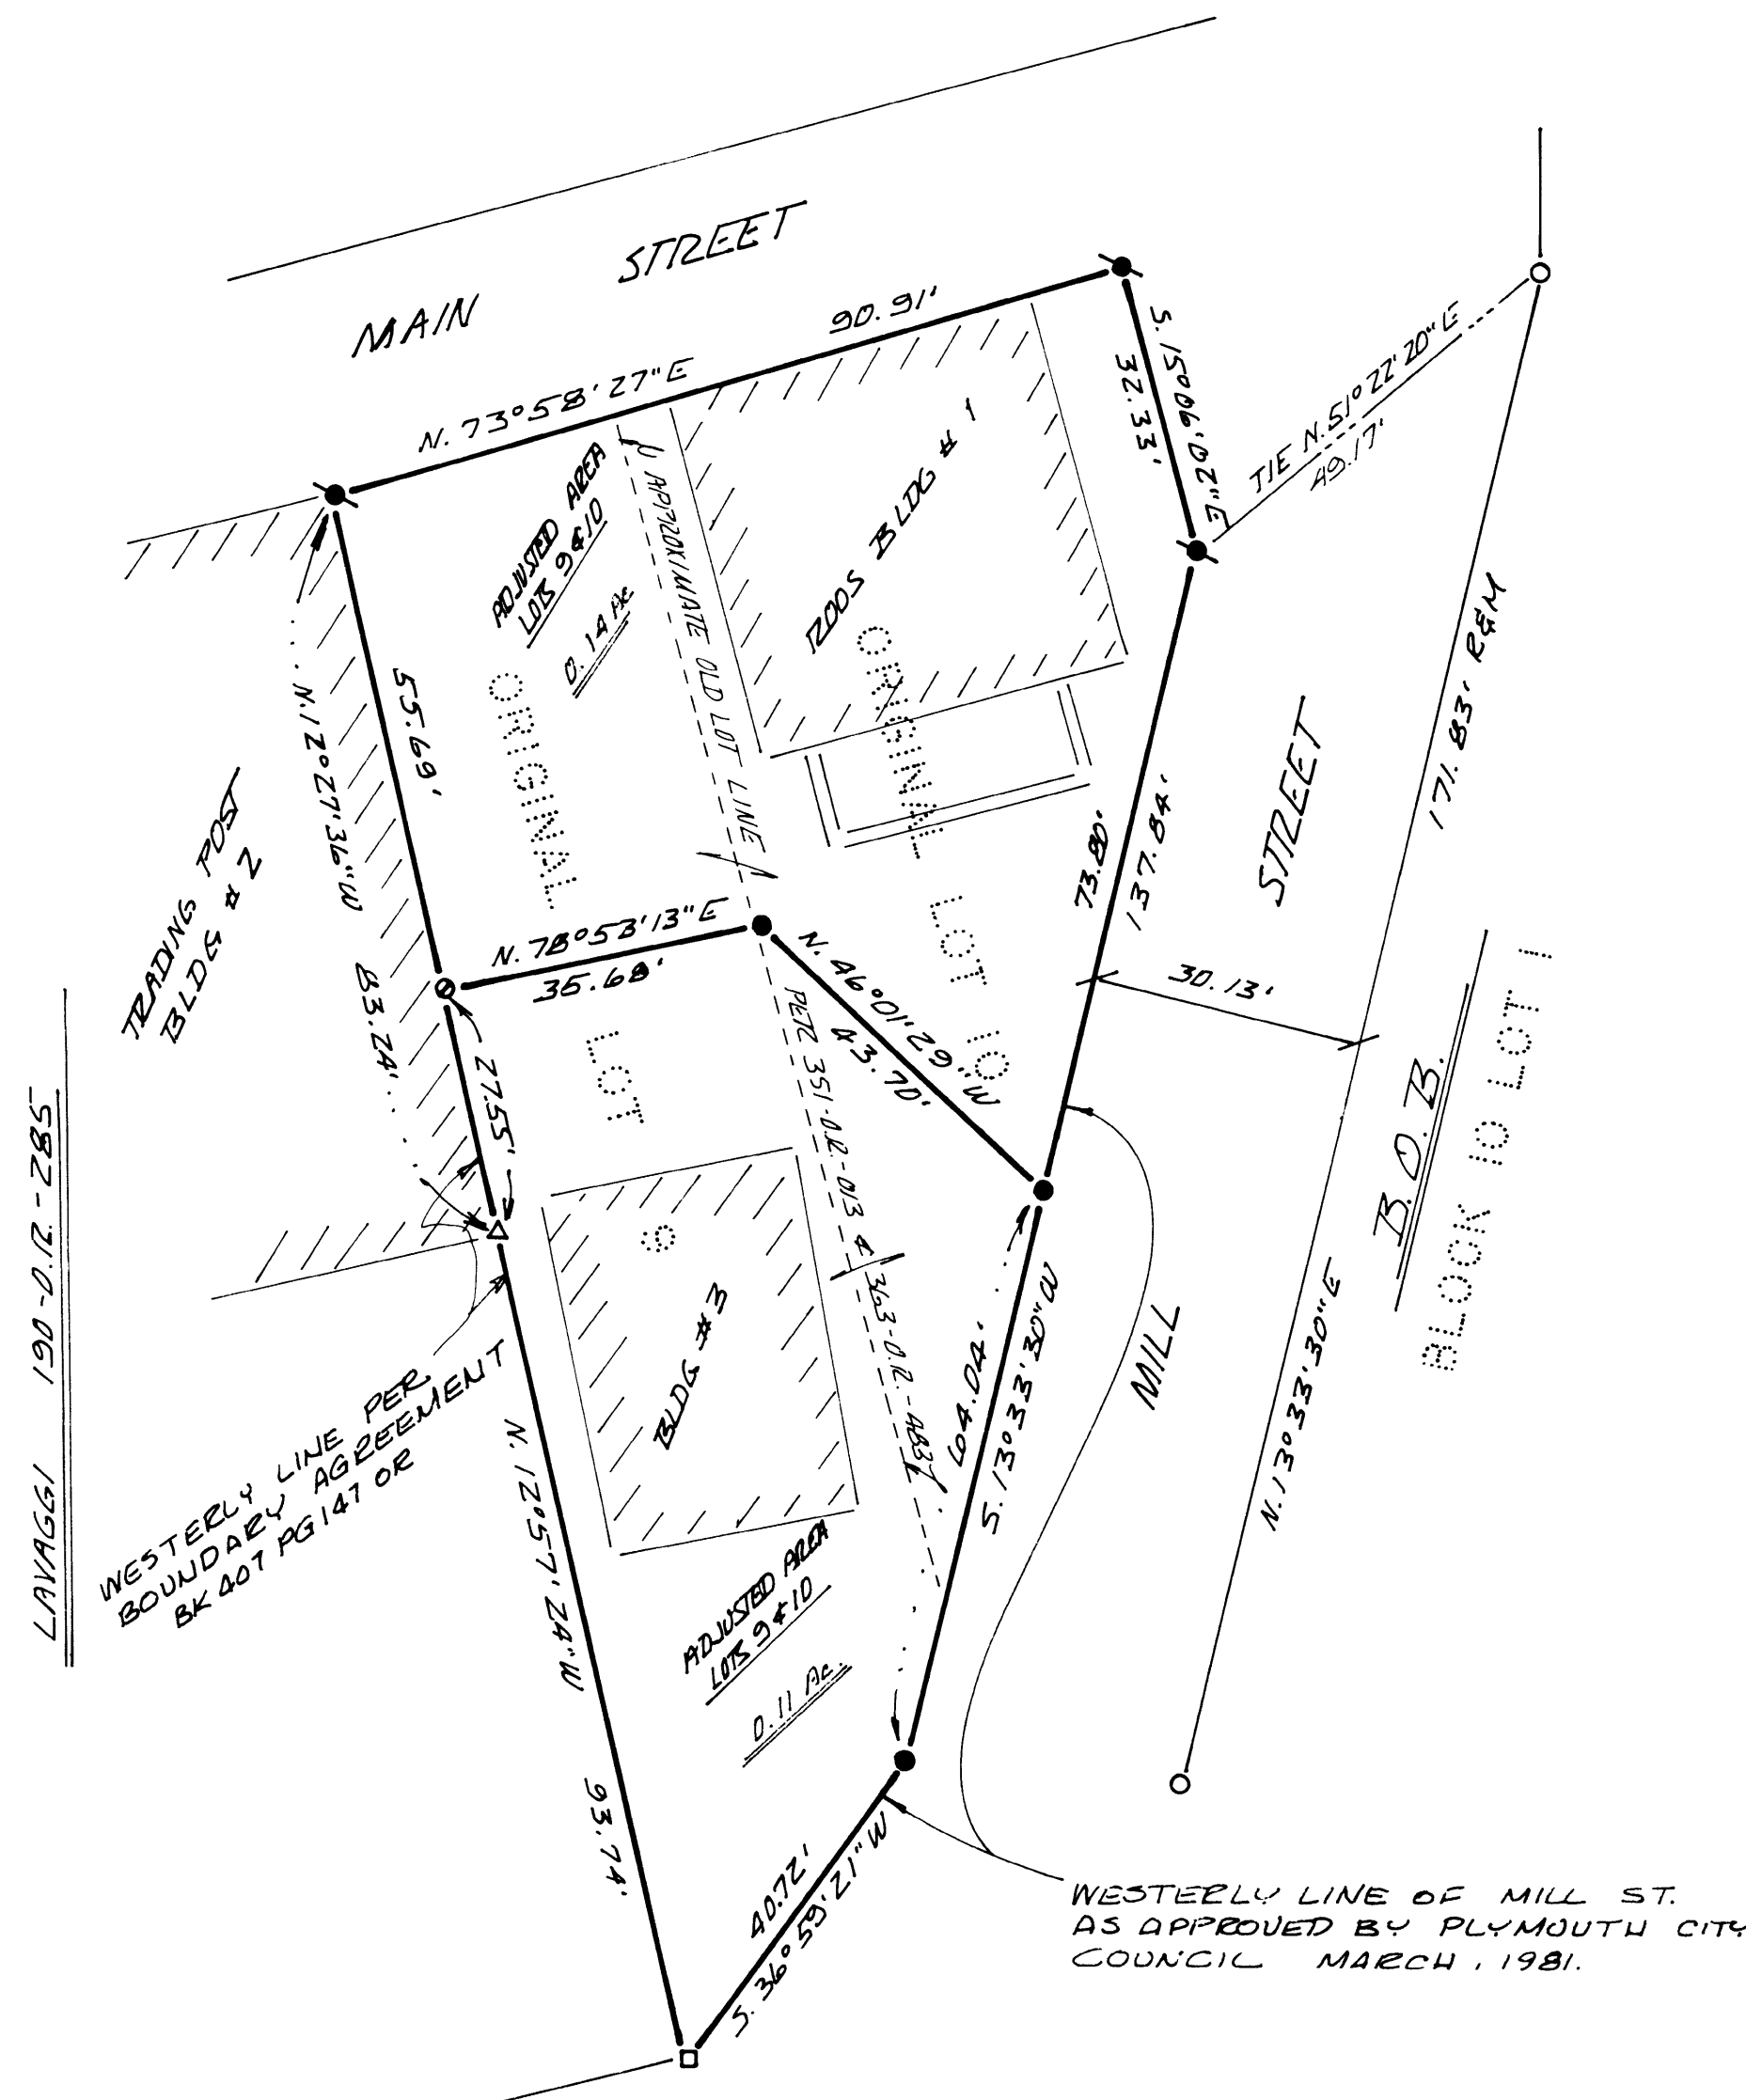 MAIN STREET
N. 73°58'27" E
90.91'
S. 15°06'02" E
32.33'
TIE N. 51°22'20" E
49.17'
ADJUSTED AREA
LOTS 9 & 10
0.14 Ac
APPROXIMATE OLD LOT LINE
ROOS BLDG # 1
ORIGINAL LOT
ORIGINAL LOT 10
55.69'
N. 12°27'36" W
83.24'
TRADING POST
BLDG # 2
N. 78°53'13" E
35.68'
N. 46°01'29" W
43.70'
73.80'
137.84'
STREET
171.83' R&M
30.13'
27.55'
PER 351-O.R.-013 & 363-O.R.-483
9
BLDG #3
64.04'
S. 13°33'30" W
MILL
N. 13°33'30" E
B.O.B.
BLOCK 10 LOT 1
LAVAGGI 190-O.R.-285
WESTERLY LINE PER
BOUNDARY AGREEMENT
BK 407 PG 147 OR
N. 12°57'24" W
93.74'
ADJUSTED AREA
LOTS 9 & 10
0.11 Ac.
40.72'
S. 36°59'21" W
WESTERLY LINE OF MILL ST.
AS APPROVED BY PLYMOUTH CITY
COUNCIL MARCH, 1981.